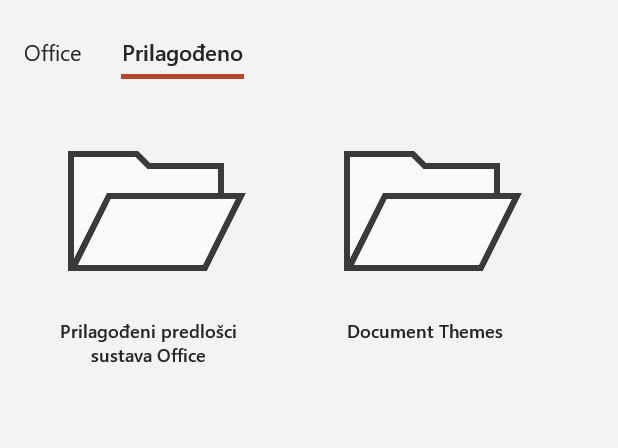 Office Prilagođeno
Prilagođeni predlošci
sustava Office
Document Themes